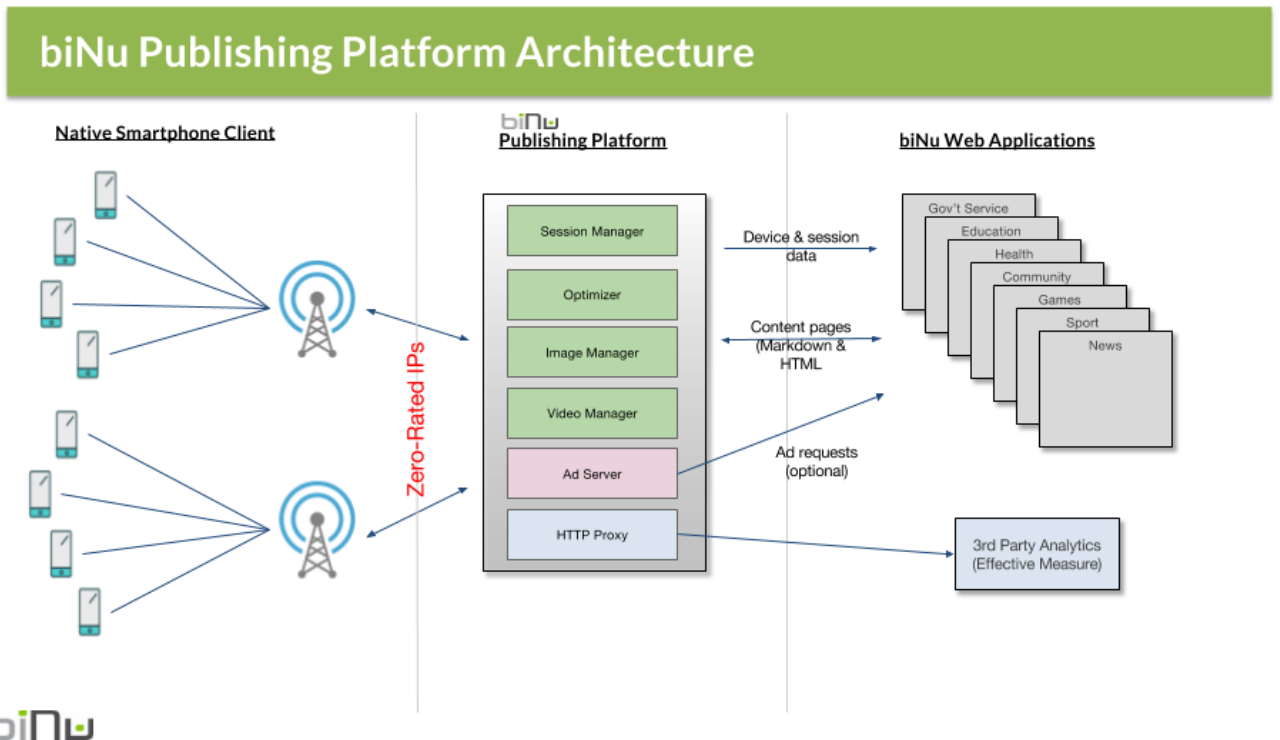 biNu Publishing Platform Architecture
Native Smartphone Client
biNu
Publishing Platform
biNu Web Applications
Session Manager
Optimizer
Image Manager
Video Manager
Ad Server
HTTP Proxy
Zero-Rated IPs
Device & session
data
Content pages
(Markdown &
HTML
Ad requests
(optional)
Gov't Service
Education
Health
Community
Games
Sport
News
3rd Party Analytics
(Effective Measure)
biNu